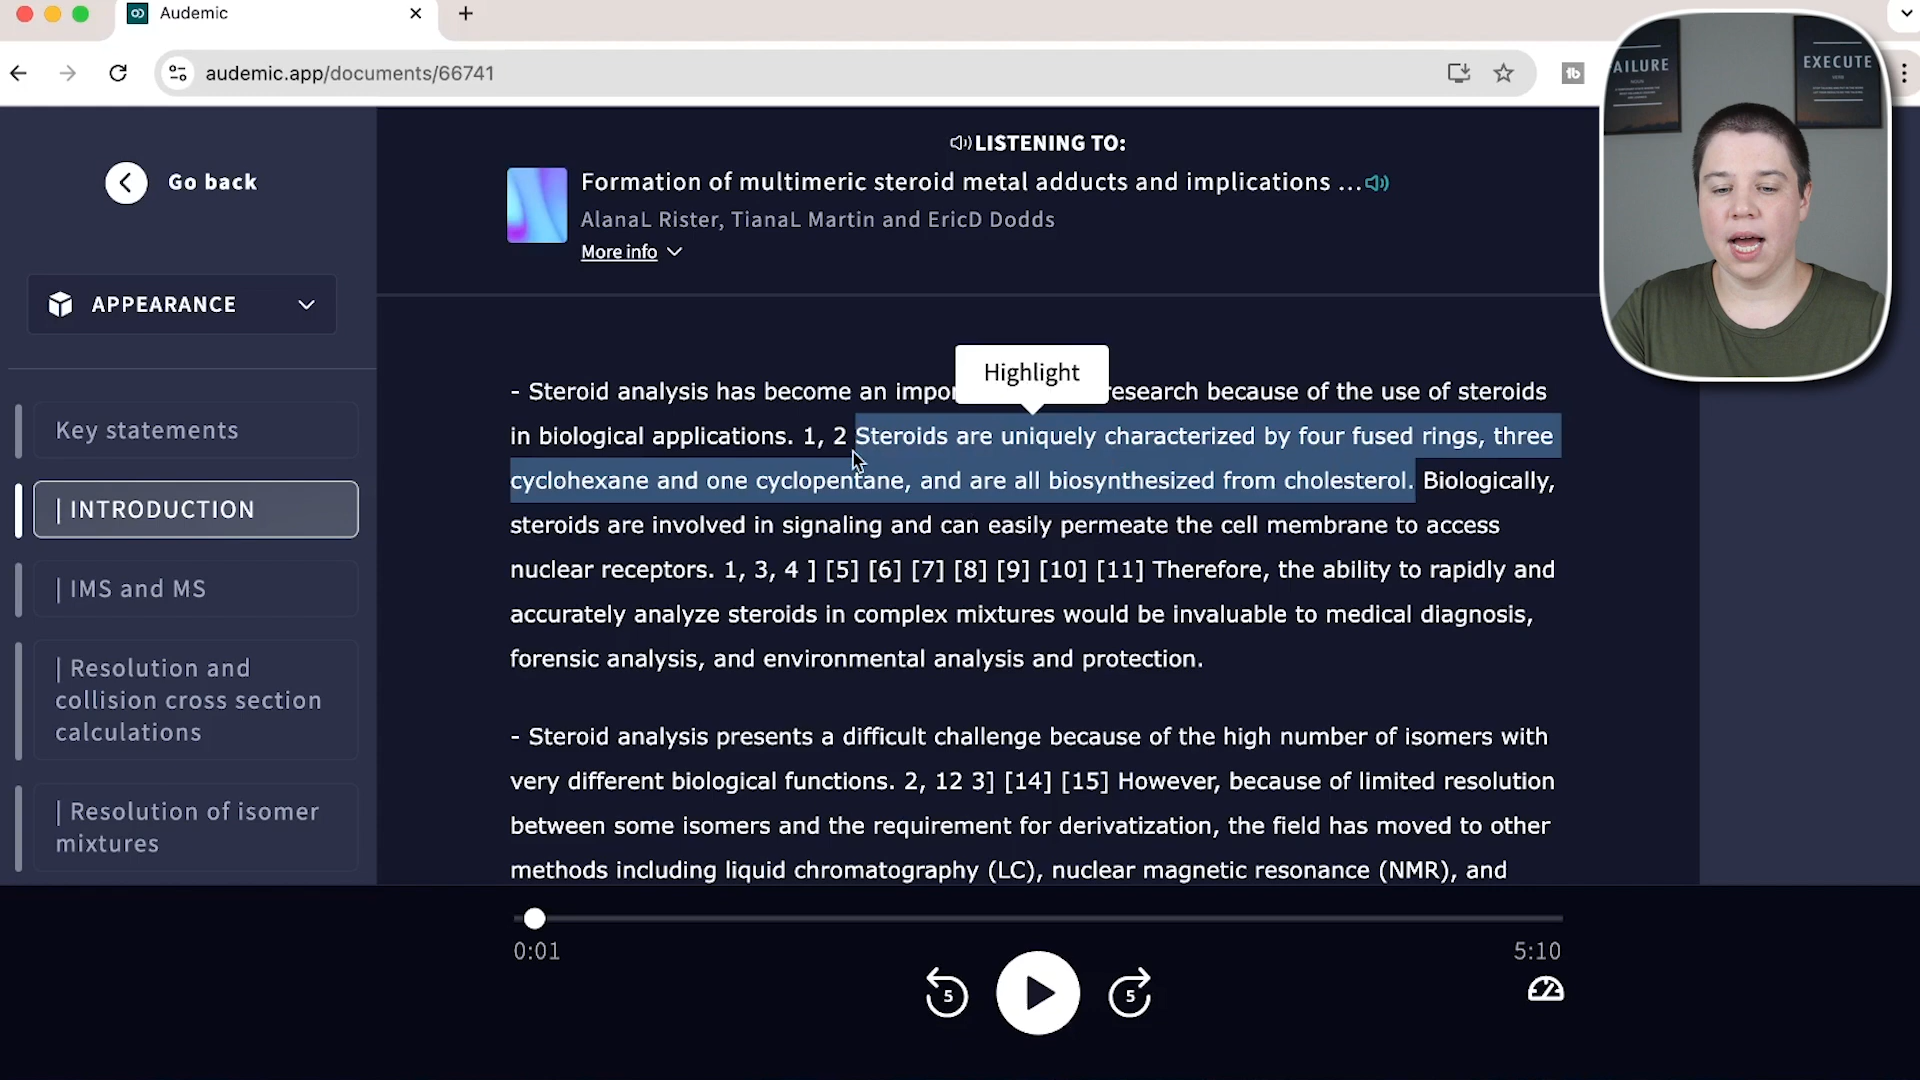 Audemic
audemic.app/documents/66741
AILURE
EXECUTE
Go back
LISTENING TO:
Formation of multimeric steroid metal adducts and implications ...
AlanaL Rister, TianaL Martin and EricD Dodds
More info
APPEARANCE
Key statements
| INTRODUCTION
| IMS and MS
| Resolution and
collision cross section
calculations
| Resolution of isomer
mixtures
Highlight
- Steroid analysis has become an impo research because of the use of steroids
in biological applications. 1, 2 Steroids are uniquely characterized by four fused rings, three
cyclohexane and one cyclopentane, and are all biosynthesized from cholesterol. Biologically,
steroids are involved in signaling and can easily permeate the cell membrane to access
nuclear receptors. 1, 3, 4 ] [5] [6] [7] [8] [9] [10] [11] Therefore, the ability to rapidly and
accurately analyze steroids in complex mixtures would be invaluable to medical diagnosis,
forensic analysis, and environmental analysis and protection.
- Steroid analysis presents a difficult challenge because of the high number of isomers with
very different biological functions. 2, 12 3] [14] [15] However, because of limited resolution
between some isomers and the requirement for derivatization, the field has moved to other
methods including liquid chromatography (LC), nuclear magnetic resonance (NMR), and
0:01
5:10
5
5